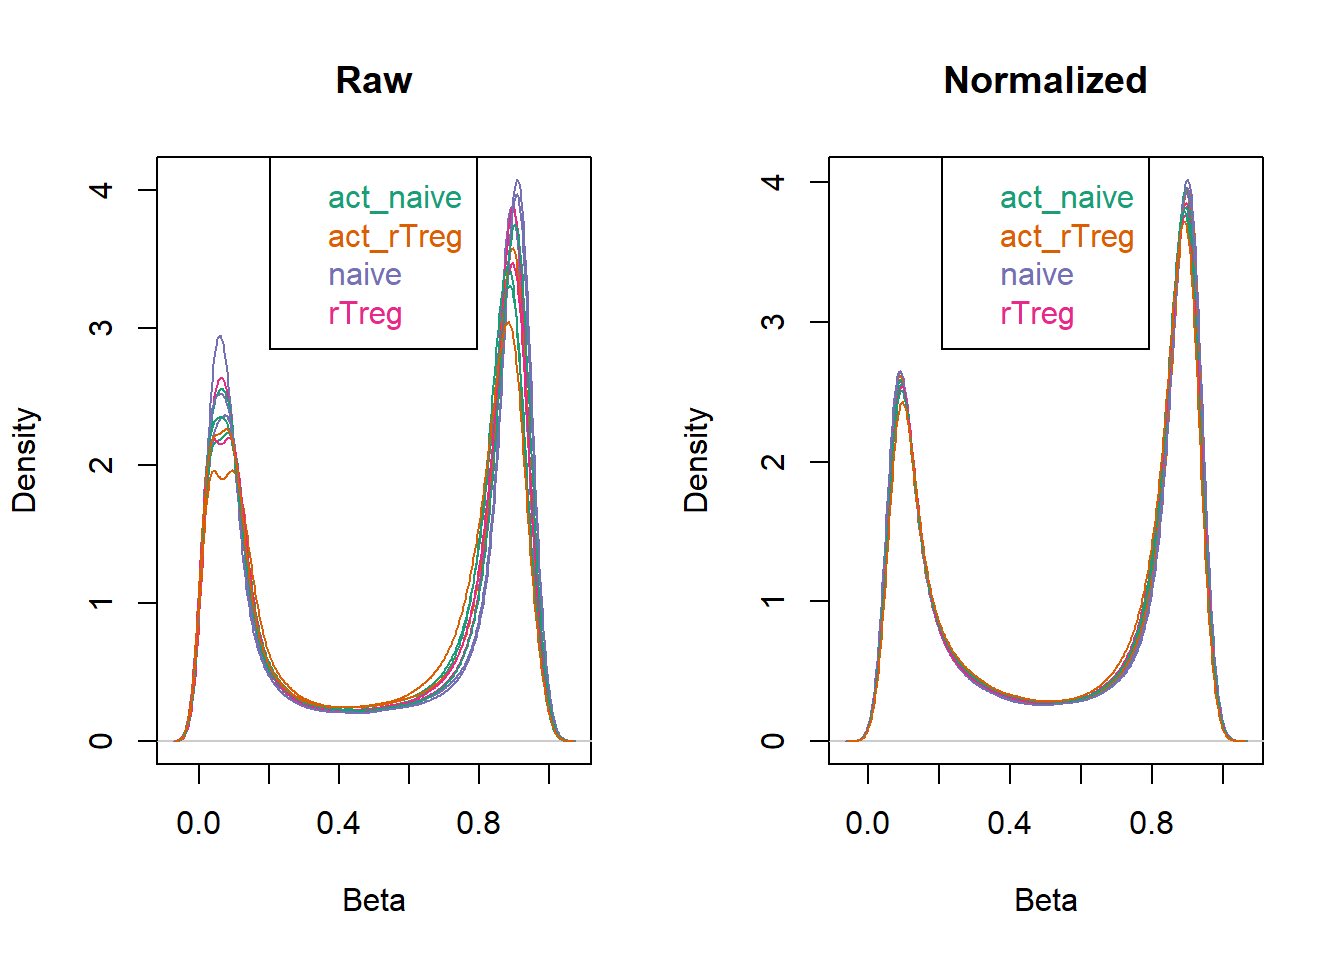 Raw
act_naive
act_rTreg
naive
rTreg
Density
0
1
2
3
4
0.0 0.4 0.8
Beta
Normalized
act_naive
act_rTreg
naive
rTreg
Density
0
1
2
3
4
0.0 0.4 0.8
Beta